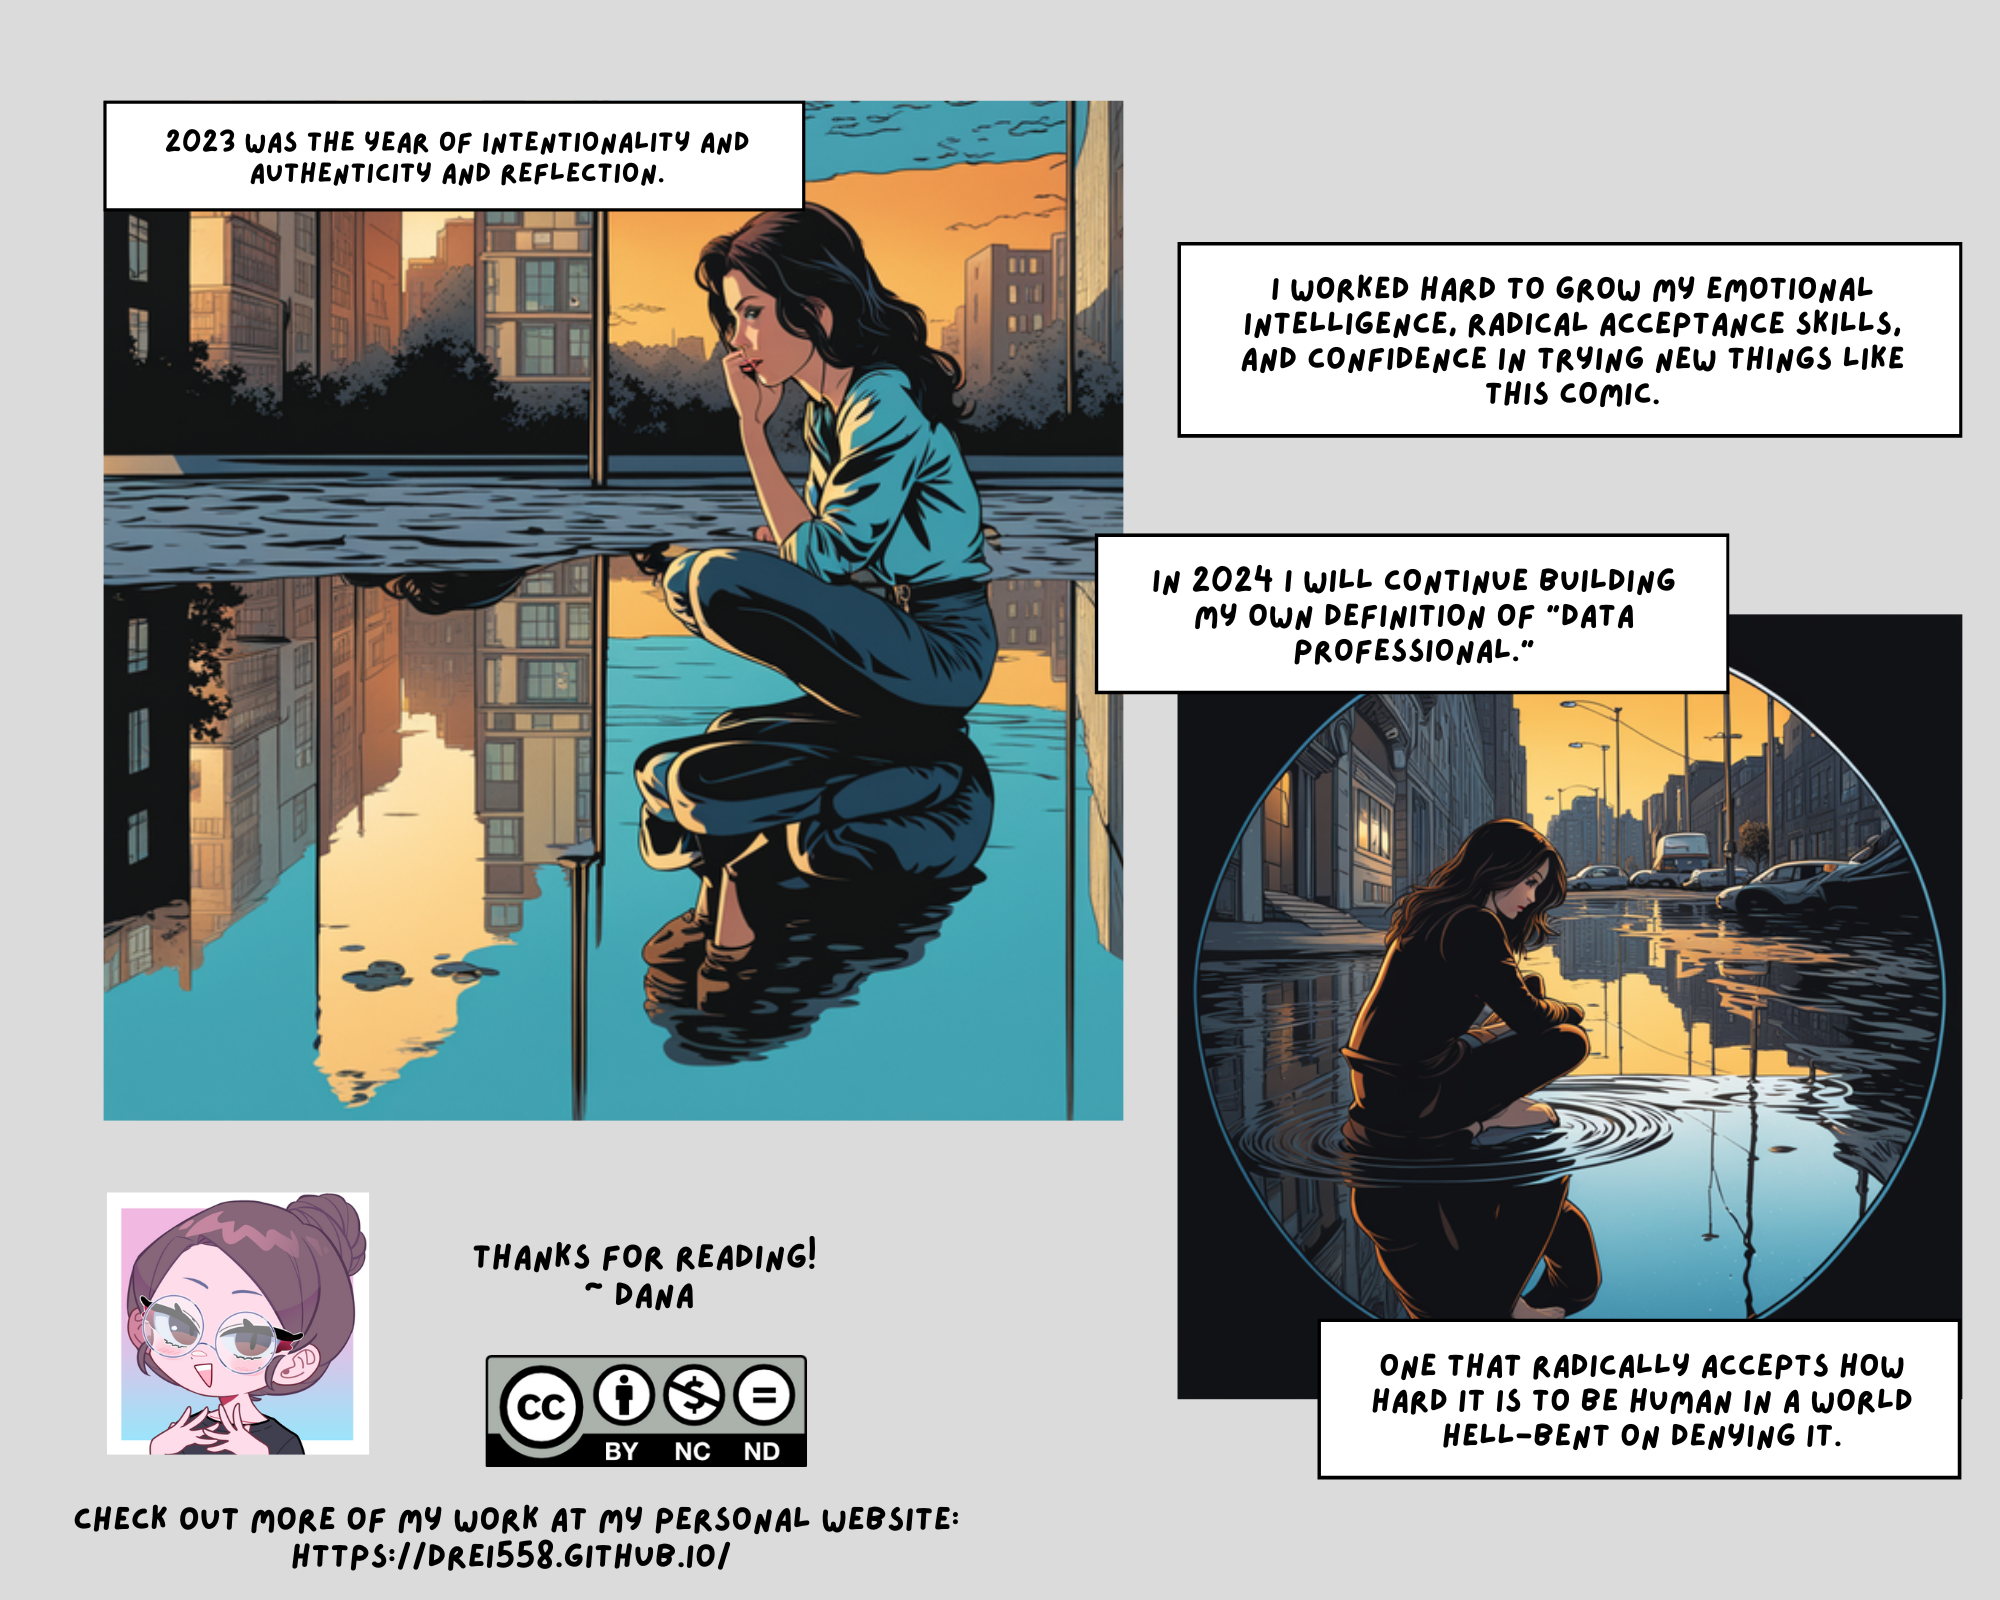 2023 WAS THE YEAR OF INTENTIONALITY AND
AUTHENTICITY AND REFLECTION.
I WORKED HARD TO GROW MY EMOTIONAL
INTELLIGENCE, RADICAL ACCEPTANCE SKILLS,
AND CONFIDENCE IN TRYING NEW THINGS LIKE
THIS COMIC.
IN 2024 I WILL CONTINUE BUILDING
MY OWN DEFINITION OF "DATA
PROFESSIONAL."
ONE THAT RADICALLY ACCEPTS HOW
HARD IT IS TO BE HUMAN IN A WORLD
HELL-BENT ON DENYING IT.
THANKS FOR READING!
~ DANA
CC
BY NC ND
CHECK OUT MORE OF MY WORK AT MY PERSONAL WEBSITE:
HTTPS://DRE1558.GITHUB.IO/